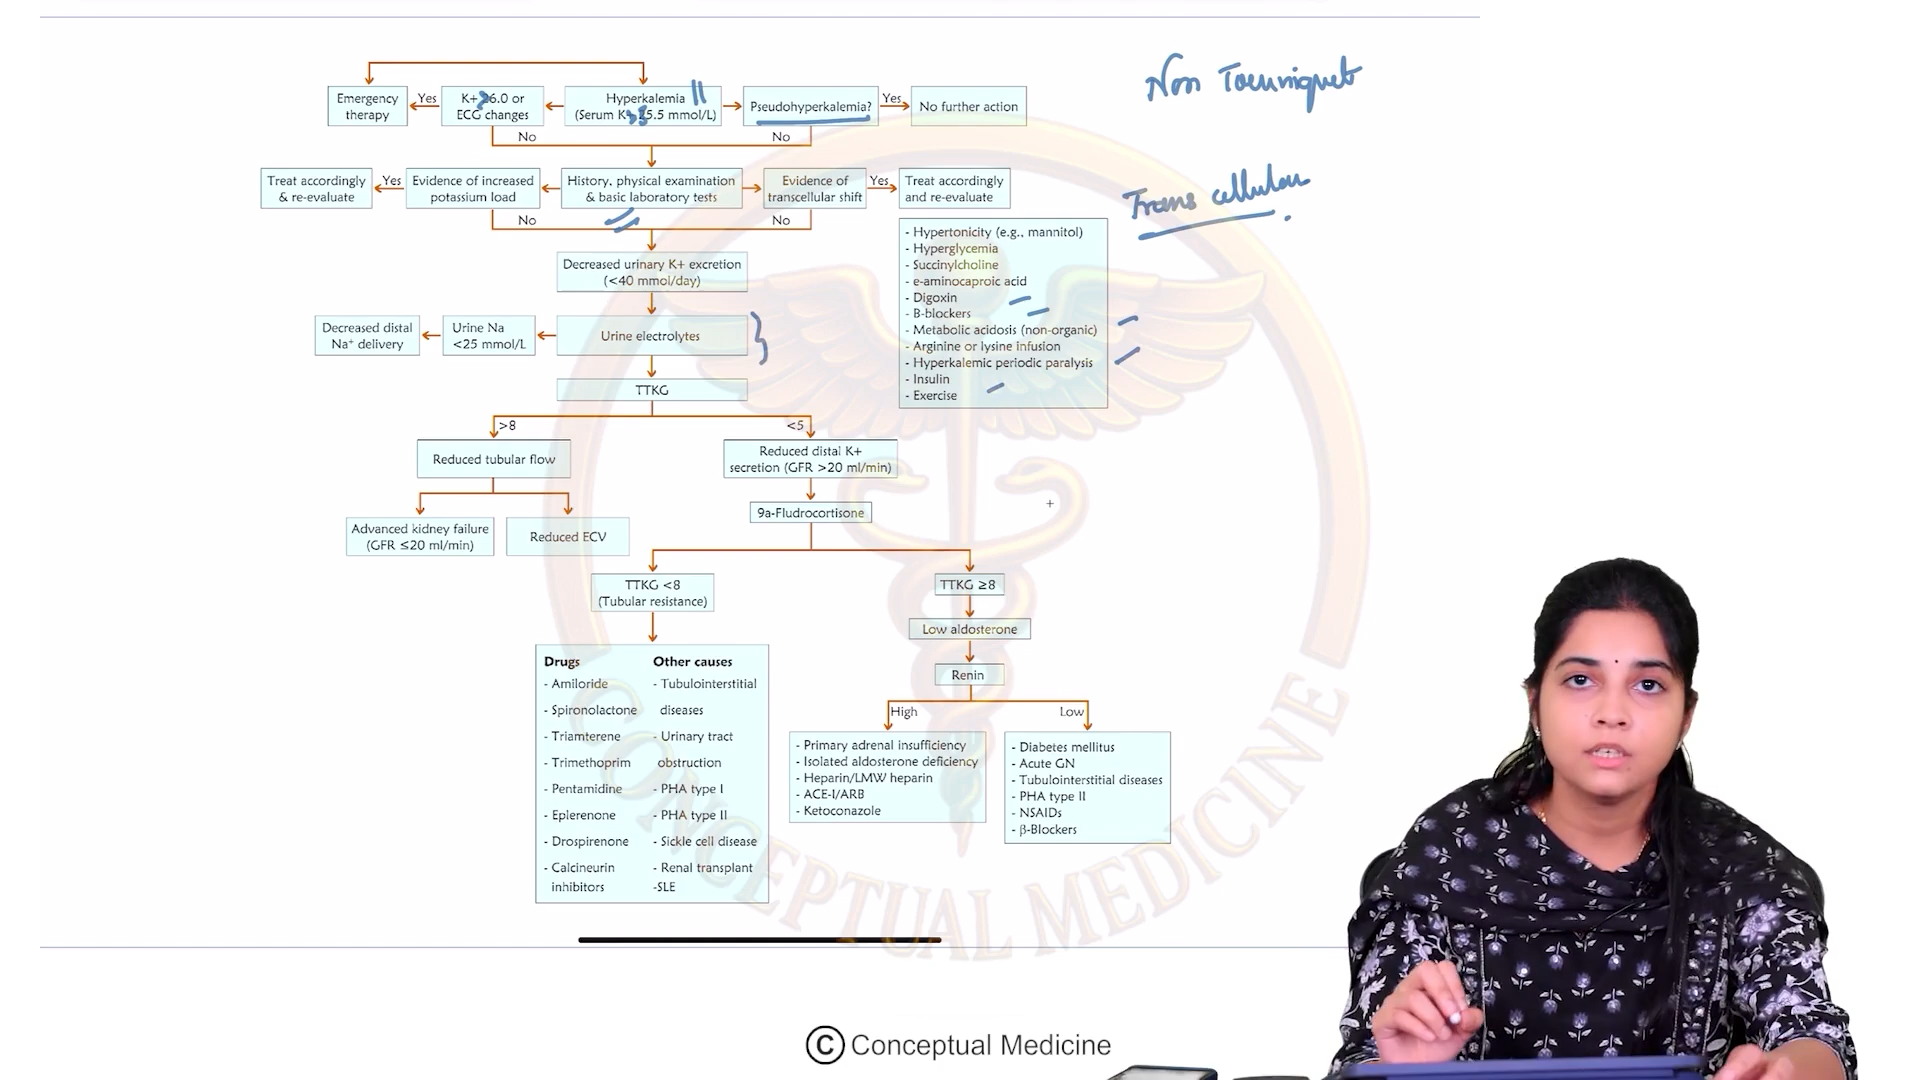 Non Tourniquet
Emergency
therapy
Yes
K+ ≥6.0 or
ECG changes
Hyperkalemia
(Serum K+ ≥5.5 mmol/L)
Pseudohyperkalemia?
Yes
No further action
No
No
Treat accordingly
& re-evaluate
Yes
Evidence of increased
potassium load
History, physical examination
& basic laboratory tests
Evidence of
transcellular shift
Yes
Treat accordingly
and re-evaluate
Trans cellular
No
No
- Hypertonicity (e.g., mannitol)
- Hyperglycemia
- Succinylcholine
- e-aminocaproic acid
- Digoxin
- B-blockers
- Metabolic acidosis (non-organic)
- Arginine or lysine infusion
- Hyperkalemic periodic paralysis
- Insulin
- Exercise
Decreased urinary K+ excretion
(<40 mmol/day)
Decreased distal
Na⁺ delivery
Urine Na
<25 mmol/L
Urine electrolytes
TTKG
>8
<5
Reduced tubular flow
Reduced distal K+
secretion (GFR >20 ml/min)
Advanced kidney failure
(GFR ≤20 ml/min)
Reduced ECV
9a-Fludrocortisone
TTKG <8
(Tubular resistance)
TTKG ≥8
Low aldosterone
Renin
High
Low
Drugs
- Amiloride
- Spironolactone
- Triamterene
- Trimethoprim
- Pentamidine
- Eplerenone
- Drospirenone
- Calcineurin
inhibitors
Other causes
- Tubulointerstitial
diseases
- Urinary tract
obstruction
- PHA type I
- PHA type II
- Sickle cell disease
- Renal transplant
-SLE
- Primary adrenal insufficiency
- Isolated aldosterone deficiency
- Heparin/LMW heparin
- ACE-I/ARB
- Ketoconazole
- Diabetes mellitus
- Acute GN
- Tubulointerstitial diseases
- PHA type II
- NSAIDs
- β-Blockers
CONCEPTUAL MEDICINE
© Conceptual Medicine